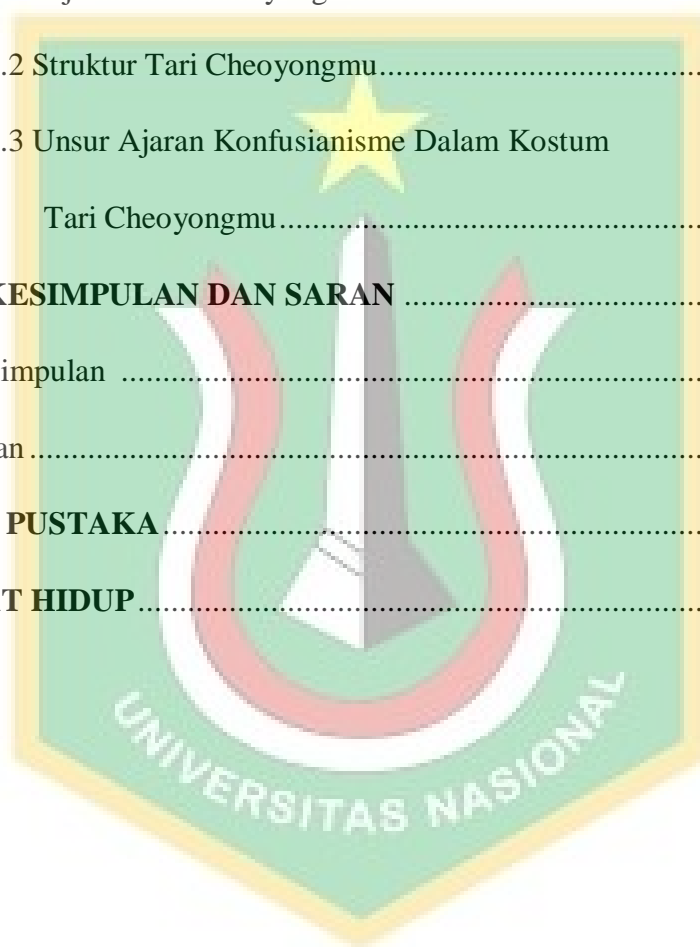 .2 Struktur Tari Cheoyongmu....................................
.3 Unsur Ajaran Konfusianisme Dalam Kostum
Tari Cheoyongmu....................................
KESIMPULAN DAN SARAN ....................................
impulan ....................................
an ....................................
PUSTAKA....................................
T HIDUP....................................
UNIVERSITAS NASIONAL